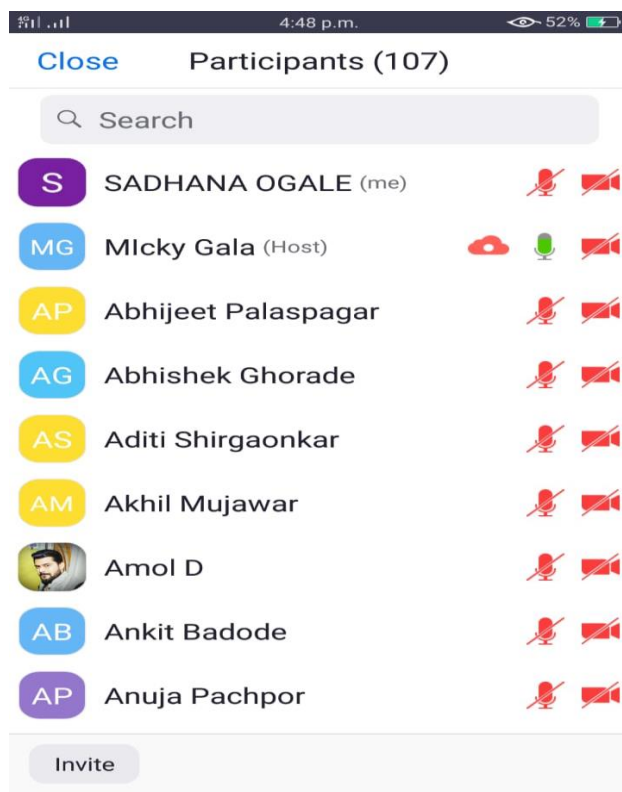 4G 4:48 p.m. 52%
Close Participants (107)
Search
S SADHANA OGALE (me)
MG MIcky Gala (Host)
AP Abhijeet Palaspagar
AG Abhishek Ghorade
AS Aditi Shirgaonkar
AM Akhil Mujawar
Amol D
AB Ankit Badode
AP Anuja Pachpor
Invite